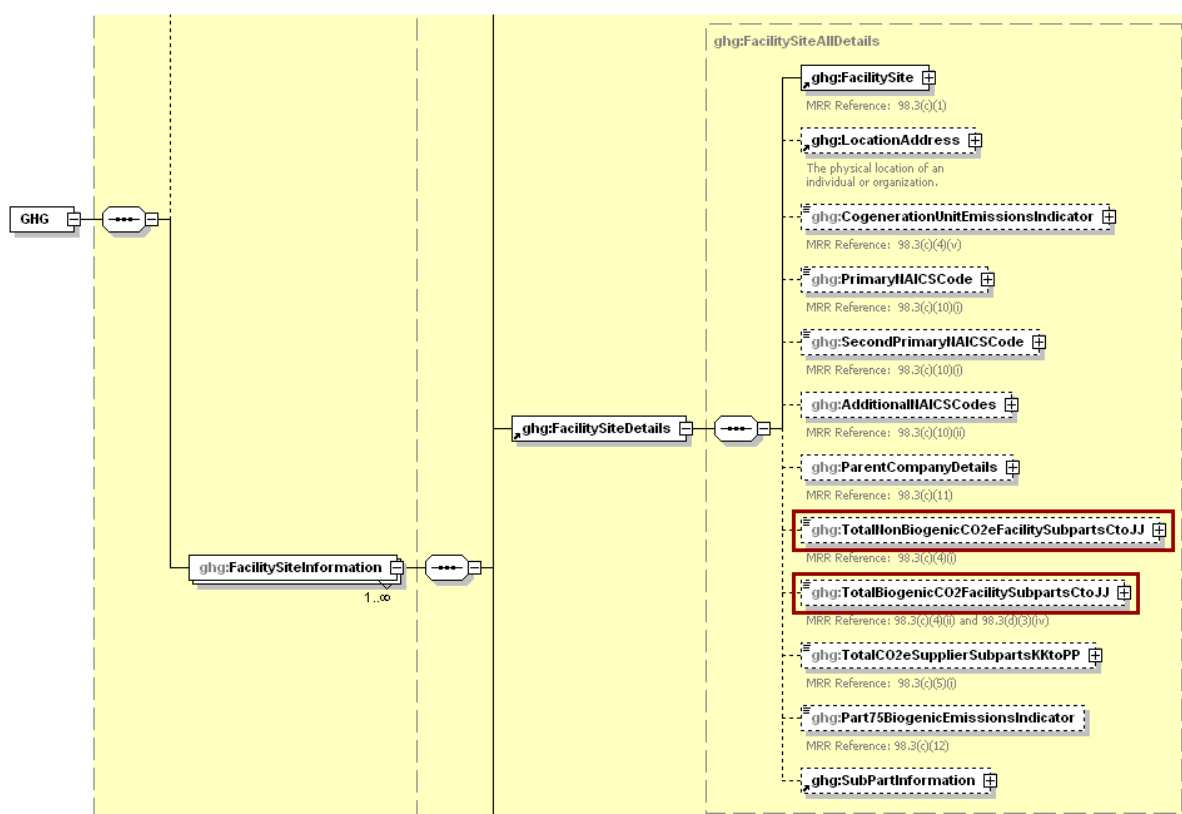 ghg:FacilitySiteAllDetails
ghg:FacilitySite
MRR Reference: 98.3(c)(1)
ghg:LocationAddress
The physical location of an
individual or organization.
GHG
ghg:CogenerationUnitEmissionsIndicator
MRR Reference: 98.3(c)(4)(v)
ghg:PrimaryNAICSCode
MRR Reference: 98.3(c)(10)(i)
ghg:SecondPrimaryNAICSCode
MRR Reference: 98.3(c)(10)(i)
ghg:AdditionalNAICSCodes
MRR Reference: 98.3(c)(10)(ii)
ghg:FacilitySiteDetails
ghg:ParentCompanyDetails
MRR Reference: 98.3(c)(11)
ghg:TotalNonBiogenicCO2eFacilitySubpartsCtoJJ
MRR Reference: 98.3(c)(4)(i)
ghg:FacilitySiteInformation
1..∞
ghg:TotalBiogenicCO2FacilitySubpartsCtoJJ
MRR Reference: 98.3(c)(4)(ii) and 98.3(d)(3)(iv)
ghg:TotalCO2eSupplierSubpartsKKtoPP
MRR Reference: 98.3(c)(5)(i)
ghg:Part75BiogenicEmissionsIndicator
MRR Reference: 98.3(c)(12)
ghg:SubPartInformation